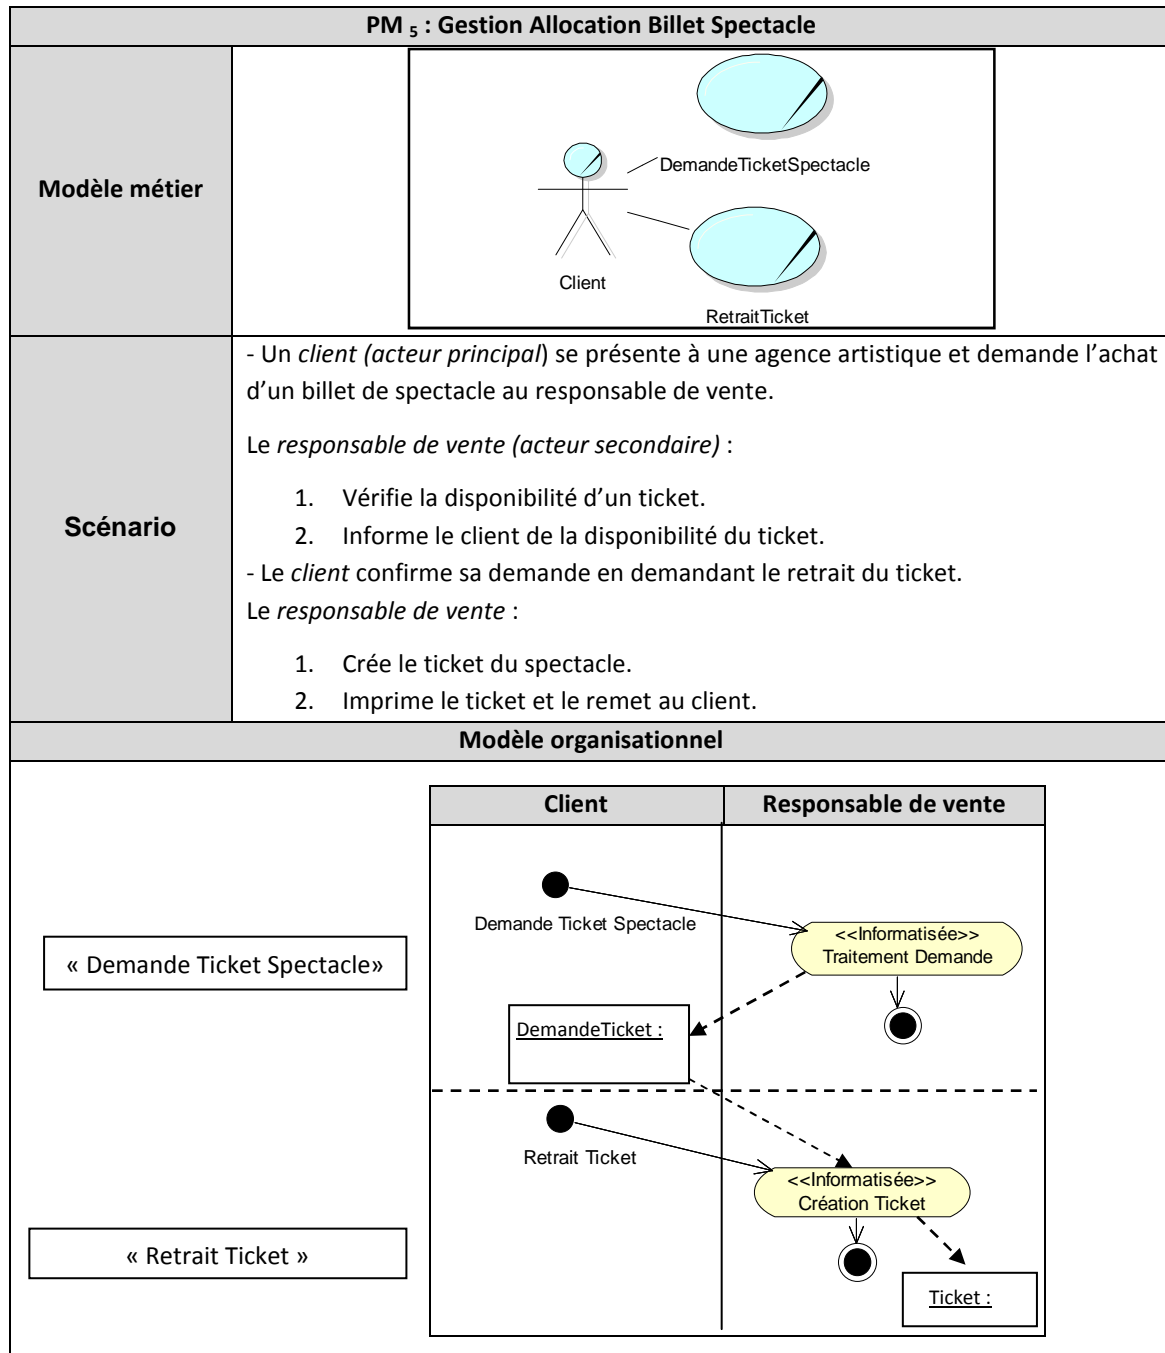 PM 5 : Gestion Allocation Billet Spectacle
Modèle métier
DemandeTicketSpectacle
Client
RetraitTicket
Scénario
- Un client (acteur principal) se présente à une agence artistique et demande l'achat
d'un billet de spectacle au responsable de vente.
Le responsable de vente (acteur secondaire) :
1. Vérifie la disponibilité d'un ticket.
2. Informe le client de la disponibilité du ticket.
- Le client confirme sa demande en demandant le retrait du ticket.
Le responsable de vente :
1. Crée le ticket du spectacle.
2. Imprime le ticket et le remet au client.
Modèle organisationnel
Client
Responsable de vente
Demande Ticket Spectacle
<<Informatisée>>
Traitement Demande
« Demande Ticket Spectacle»
DemandeTicket :
Retrait Ticket
<<Informatisée>>
Création Ticket
« Retrait Ticket »
Ticket :